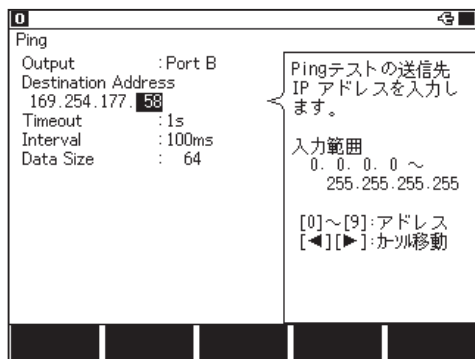 0
Ping
Output :Port B
Destination Address
169.254.177. 58
Timeout :1s
Interval :100ms
Data Size : 64
Pingテストの送信先
IP アドレスを入力し
ます。
入力範囲
0. 0. 0. 0 ～
255.255.255.255
[0]～[9]:アドレス
[◀][▶]:カーソル移動